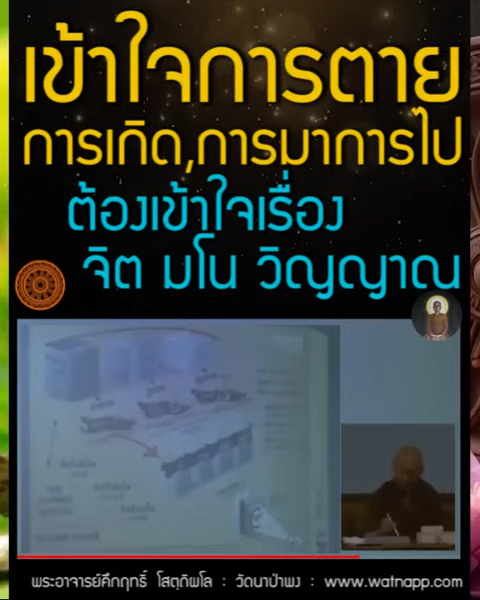 เข้าใจการตาย
การเกิด,การมาการไป
ต้องเข้าใจเรื่อง
จิต มโน วิญญาณ
พระอาจารย์คึกฤทธิ์ โสตฺถิผโล : วัดนาป่าพง : www.watnapp.com